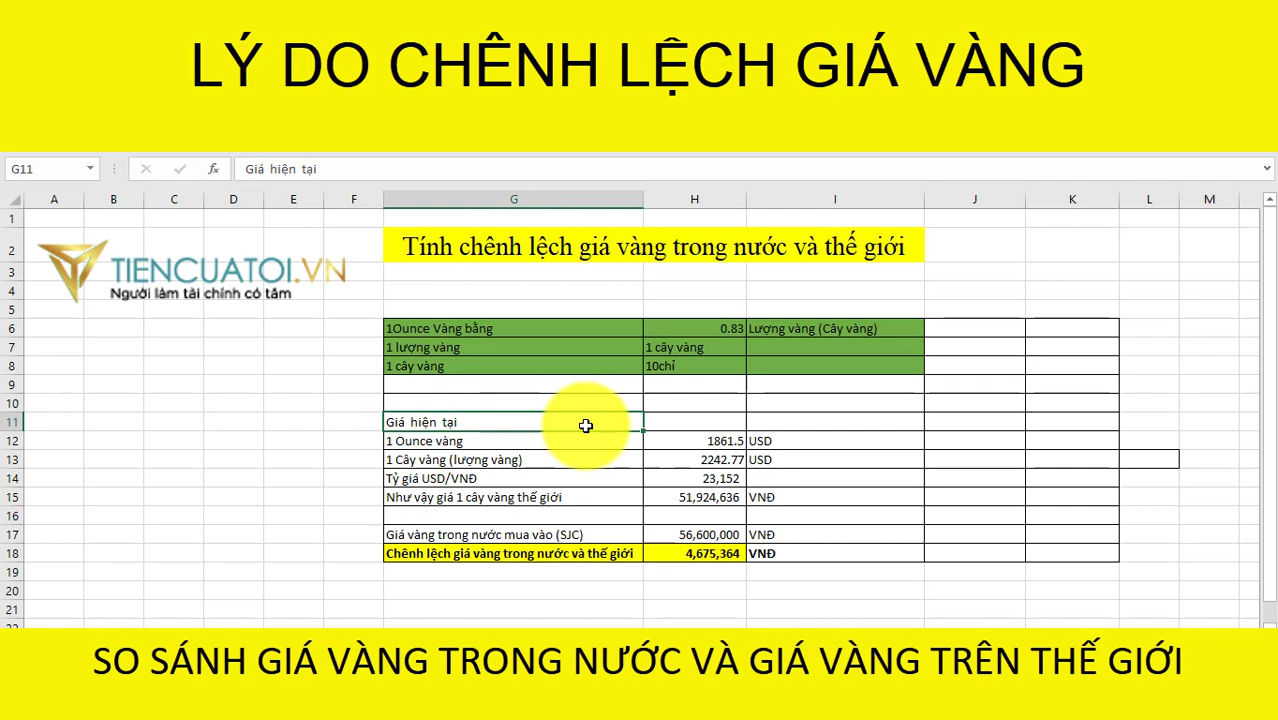 LÝ DO CHÊNH LỆCH GIÁ VÀNG
G11 fx Giá hiện tại
A B C D E F G H I J K L M
1
2 Tính chênh lệch giá vàng trong nước và thế giới
TIENCUATOI.VN
Người làm tài chính có tâm
3
4
5
6 1Ounce Vàng bằng 0.83 Lượng vàng (Cây vàng)
7 1 lượng vàng 1 cây vàng
8 1 cây vàng 10chỉ
9
10
11 Giá hiện tại
12 1 Ounce vàng 1861.5 USD
13 1 Cây vàng (lượng vàng) 2242.77 USD
14 Tỷ giá USD/VNĐ 23,152
15 Như vậy giá 1 cây vàng thế giới 51,924,636 VNĐ
16
17 Giá vàng trong nước mua vào (SJC) 56,600,000 VNĐ
18 Chênh lệch giá vàng trong nước và thế giới 4,675,364 VNĐ
19
20
21
SO SÁNH GIÁ VÀNG TRONG NƯỚC VÀ GIÁ VÀNG TRÊN THẾ GIỚI